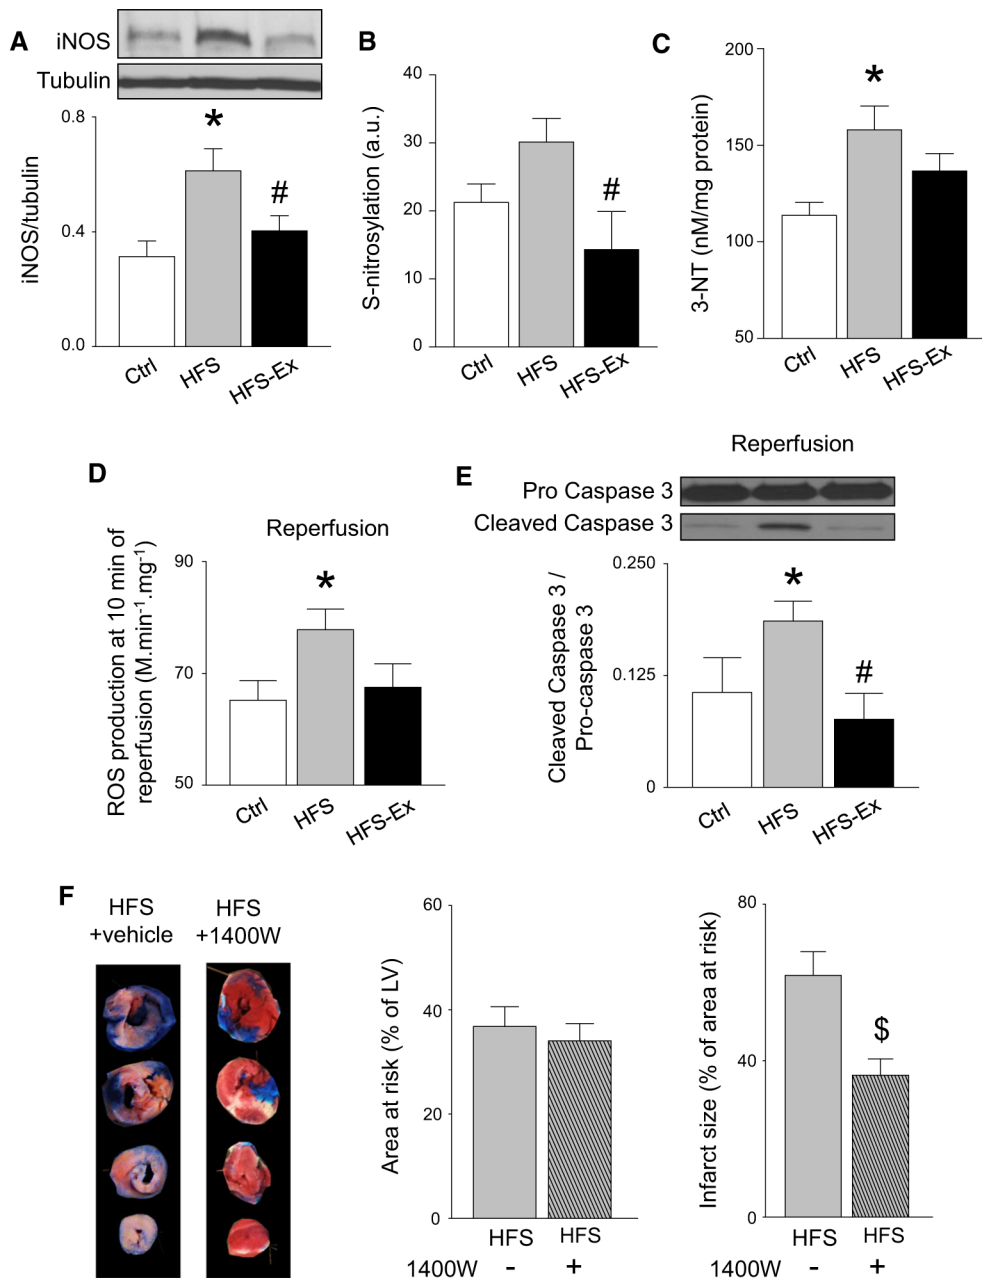 A
iNOS
Tubulin
*
#
0.8
0.4
0.0
iNOS/tubulin
Ctrl
HFS
HFS-Ex
B
40
30
20
10
0
S-nitrosylation (a.u.)
#
Ctrl
HFS
HFS-Ex
C
200
150
100
50
3-NT (nM/mg protein)
*
Ctrl
HFS
HFS-Ex
D
Reperfusion
90
70
50
ROS production at 10 min of
reperfusion (M.min⁻¹.mg⁻¹)
*
Ctrl
HFS
HFS-Ex
E
Reperfusion
Pro Caspase 3
Cleaved Caspase 3
0.250
0.125
0
Cleaved Caspase 3 /
Pro-caspase 3
*
#
Ctrl
HFS
HFS-Ex
F
HFS
+vehicle
HFS
+1400W
60
40
20
0
Area at risk (% of LV)
HFS
HFS
1400W - +
80
40
0
Infarct size (% of area at risk)
$
HFS
HFS
1400W - +